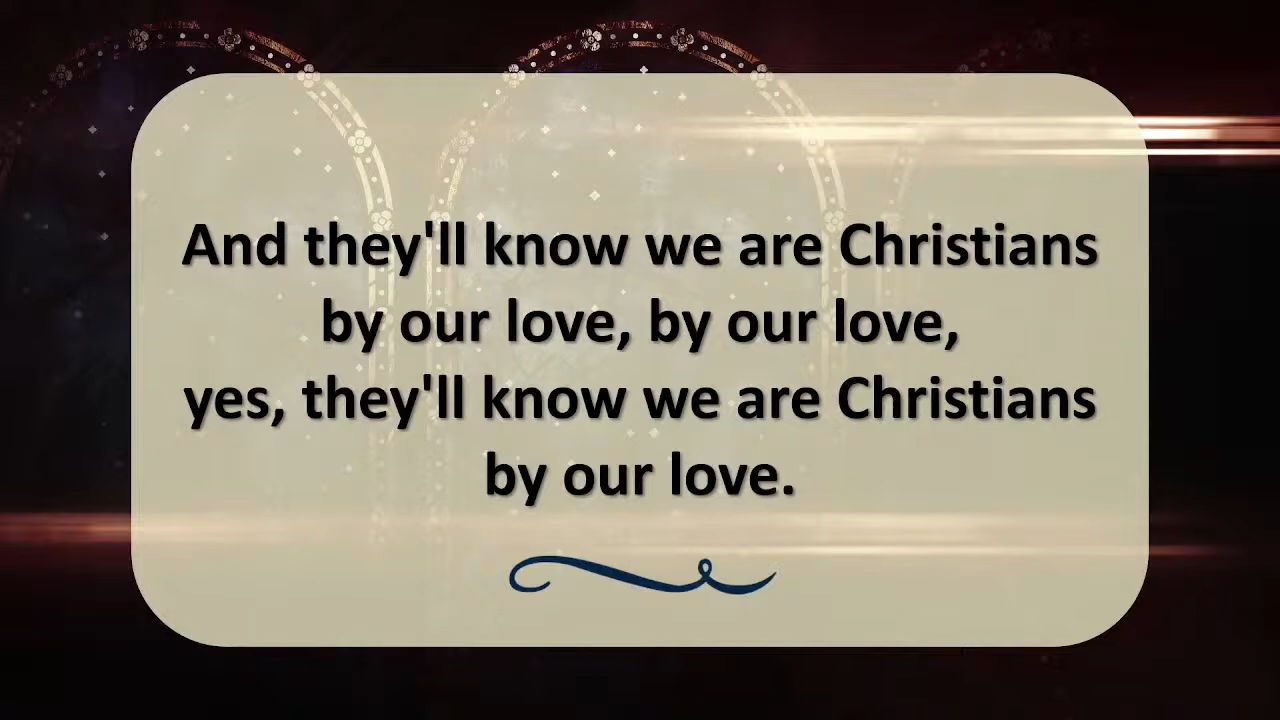 And they'll know we are Christians
by our love, by our love,
yes, they'll know we are Christians
by our love.